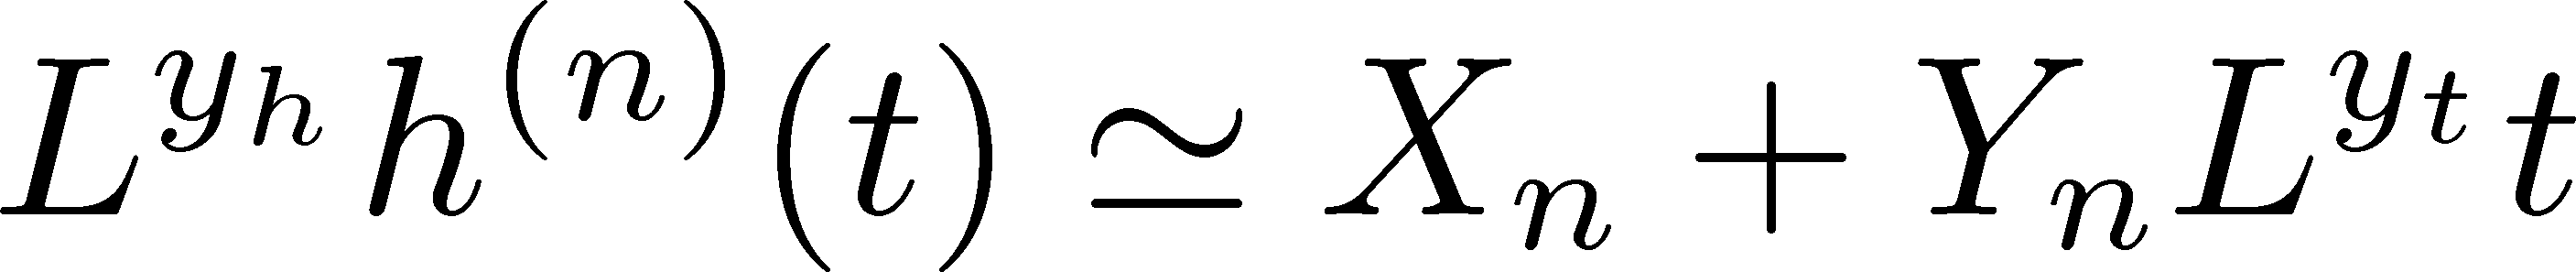 $L^{y_h} h^{(n)}(t) \simeq X_n + Y_n L^{y_t} t$